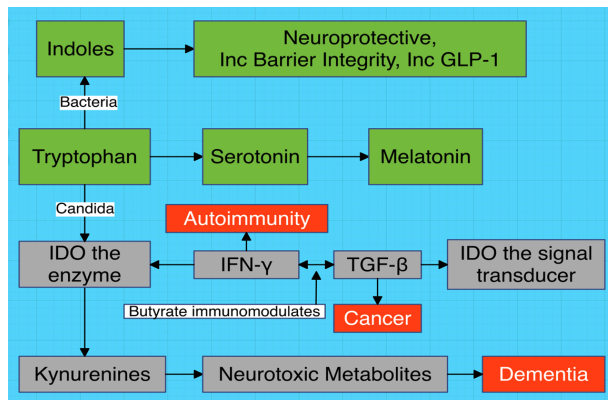 Indoles
Neuroprotective,
Inc Barrier Integrity, Inc GLP-1
Bacteria
Tryptophan
Serotonin
Melatonin
Candida
Autoimmunity
IDO the
enzyme
IFN-γ
TGF-β
IDO the signal
transducer
Butyrate immunomodulates
Cancer
Kynurenines
Neurotoxic Metabolites
Dementia